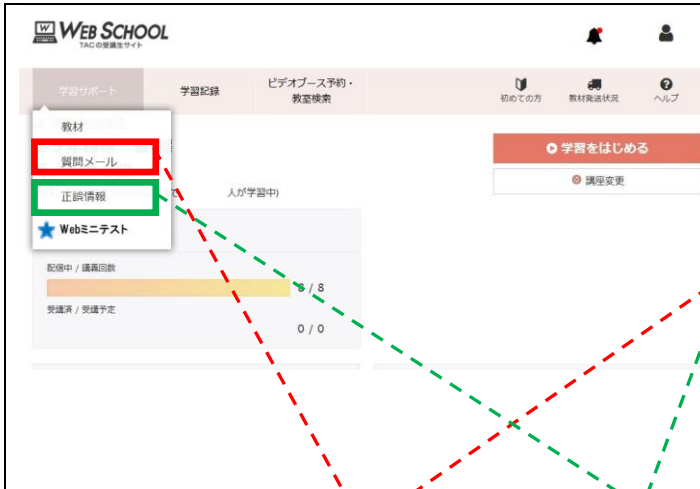 W WEB SCHOOL
TACの受講生サイト
学習サポート
学習記録
ビデオブース予約・
教室検索
初めての方
教材発送状況
ヘルプ
教材
質問メール
正誤情報
Webミニテスト
学習をはじめる
講座変更
人が学習中)
配信中 / 講義回数
/ 8
受講済 / 受講予定
0 / 0